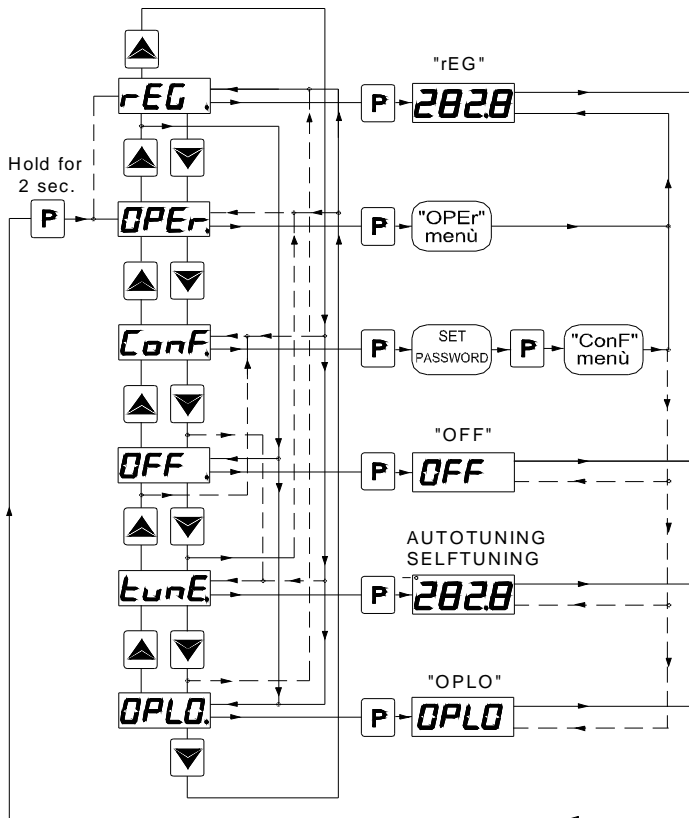 "rEG"
rEG.
P
282.8
Hold for
2 sec.
P
OPEr.
P
"OPEr"
menù
ConF.
P
SET
PASSWORD
P
"ConF"
menù
"OFF"
OFF.
P
OFF
AUTOTUNING
SELFTUNING
tunE.
P
282.8
"OPLO"
OPLO.
P
OPLO